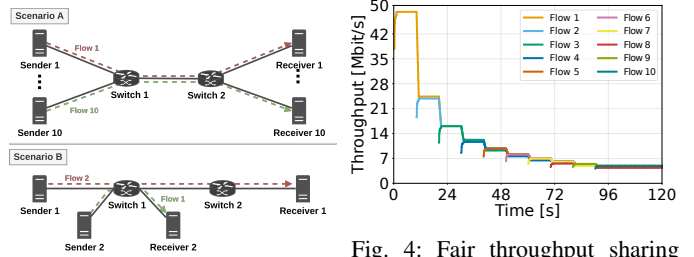 Scenario A
Flow 1
Sender 1
Receiver 1
Switch 1
Switch 2
Flow 10
Sender 10
Receiver 10
Scenario B
Flow 2
Sender 1
Switch 1
Flow 1
Switch 2
Receiver 1
Sender 2
Receiver 2
Throughput [Mbit/s]
50
42
35
28
21
14
7
0
0
24
48
72
96
120
Time [s]
Flow 1
Flow 2
Flow 3
Flow 4
Flow 5
Flow 6
Flow 7
Flow 8
Flow 9
Flow 10
Fig. 4: Fair throughput sharing